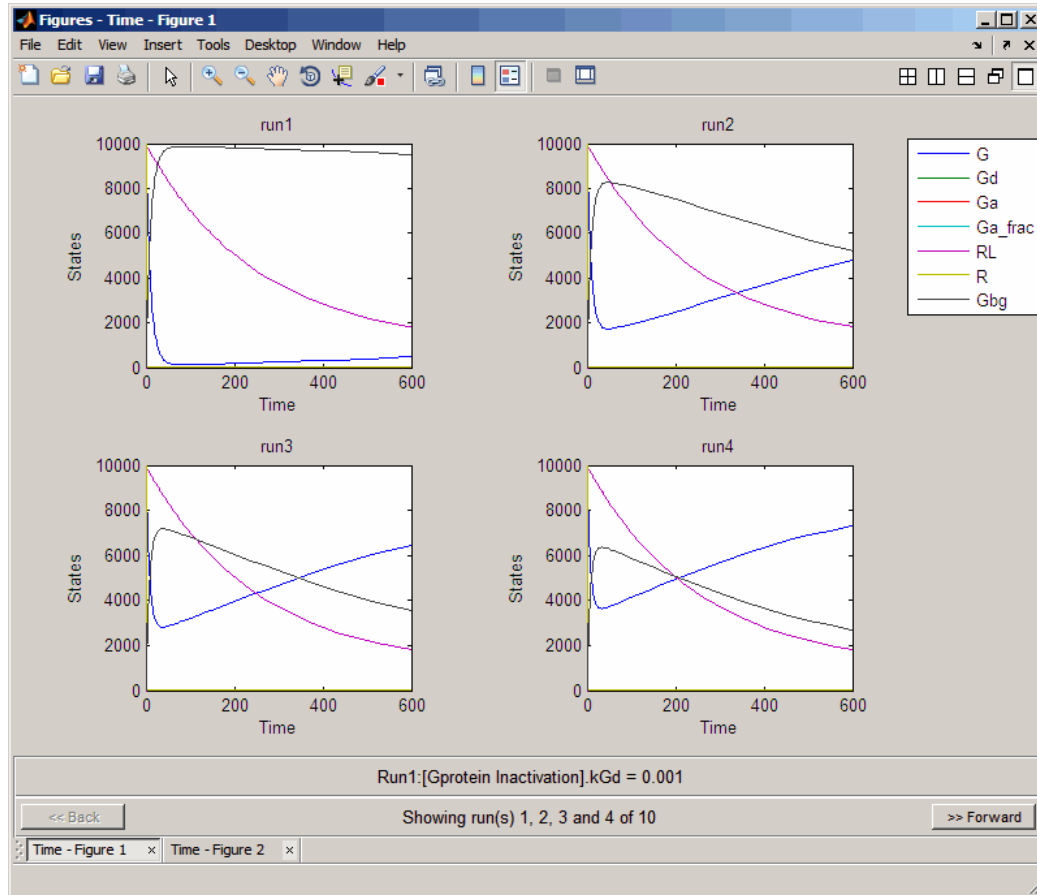 Figures - Time - Figure 1
File Edit View Insert Tools Desktop Window Help
run1
10000
8000
6000
4000
2000
0
States
0 200 400 600
Time
run2
10000
8000
6000
4000
2000
0
States
0 200 400 600
Time
G
Gd
Ga
Ga_frac
RL
R
Gbg
run3
10000
8000
6000
4000
2000
0
States
0 200 400 600
Time
run4
10000
8000
6000
4000
2000
0
States
0 200 400 600
Time
Run1:[Gprotein Inactivation].kGd = 0.001
<< Back Showing run(s) 1, 2, 3 and 4 of 10 >> Forward
Time - Figure 1 × Time - Figure 2 ×